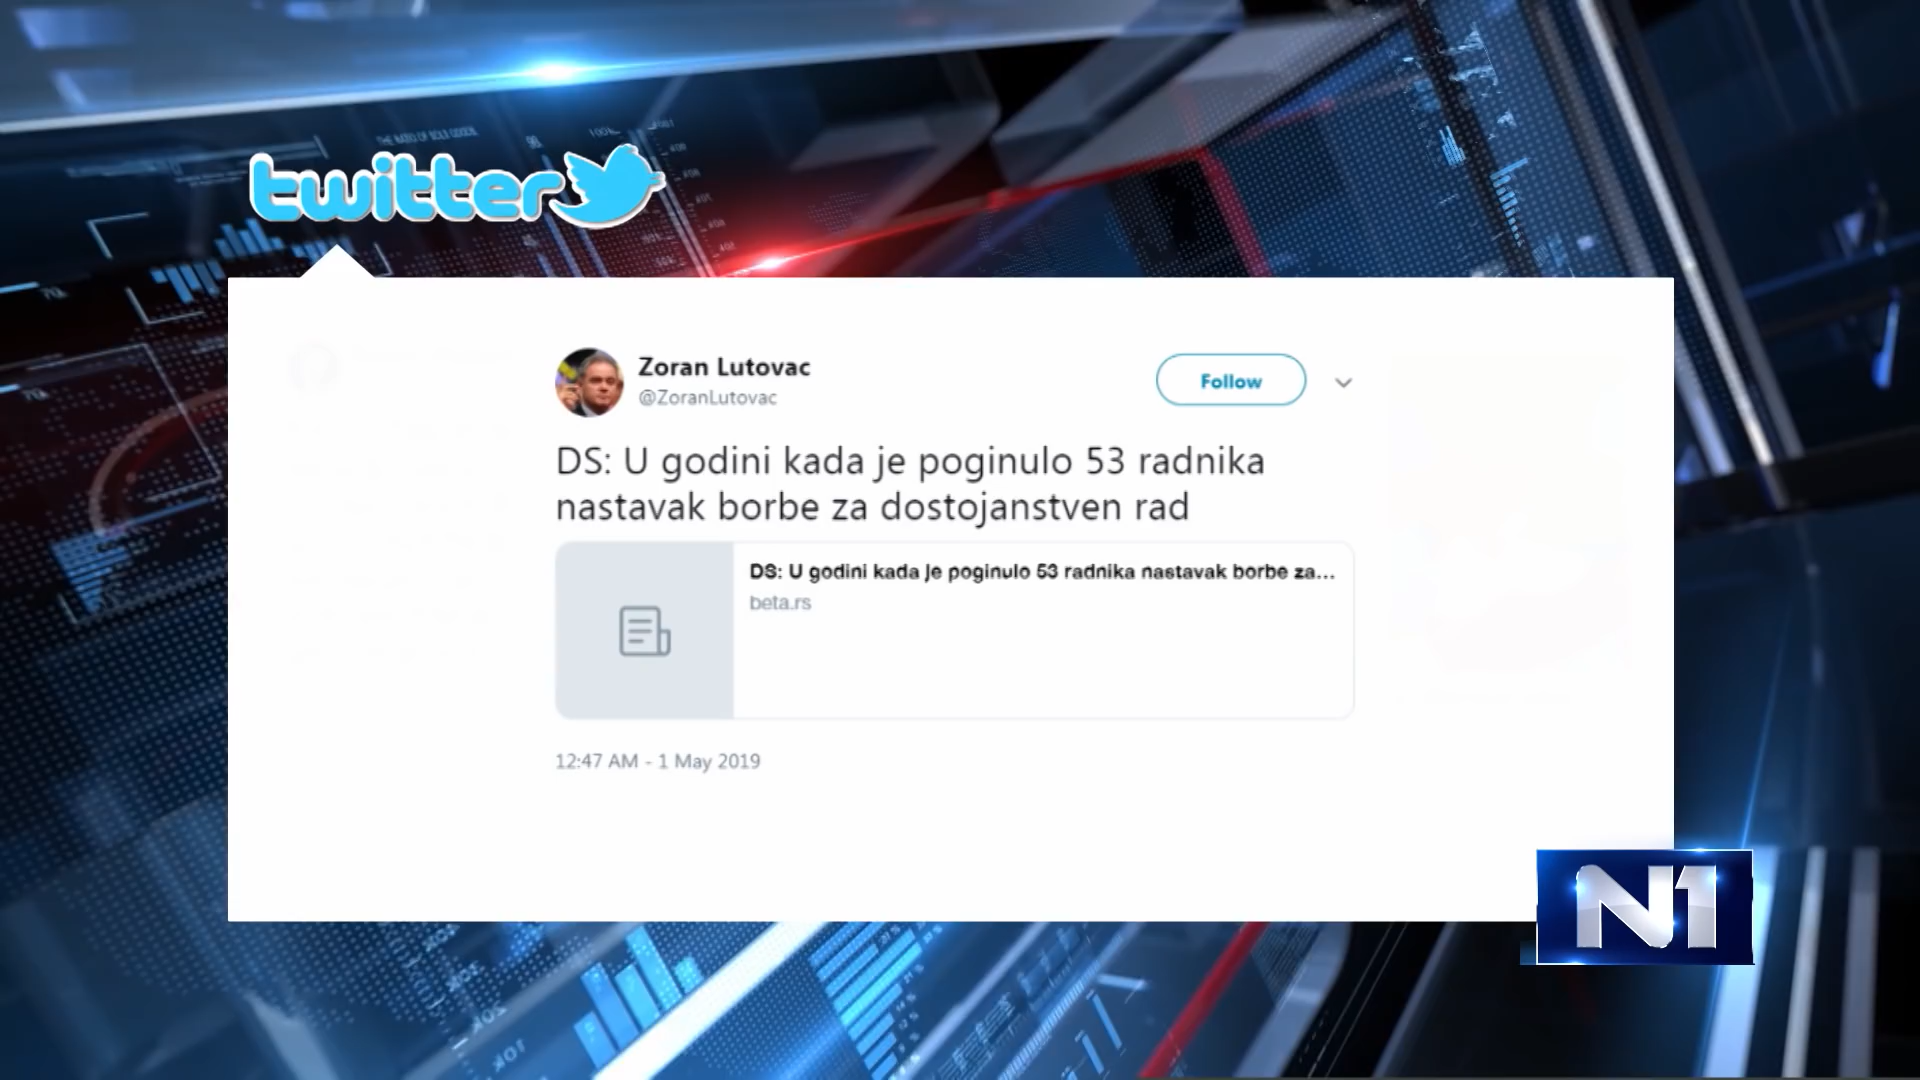 twitter
Zoran Lutovac
@ZoranLutovac
Follow
DS: U godini kada je poginulo 53 radnika
nastavak borbe za dostojanstven rad
DS: U godini kada je poginulo 53 radnika nastavak borbe za...
beta.rs
12:47 AM - 1 May 2019
N1